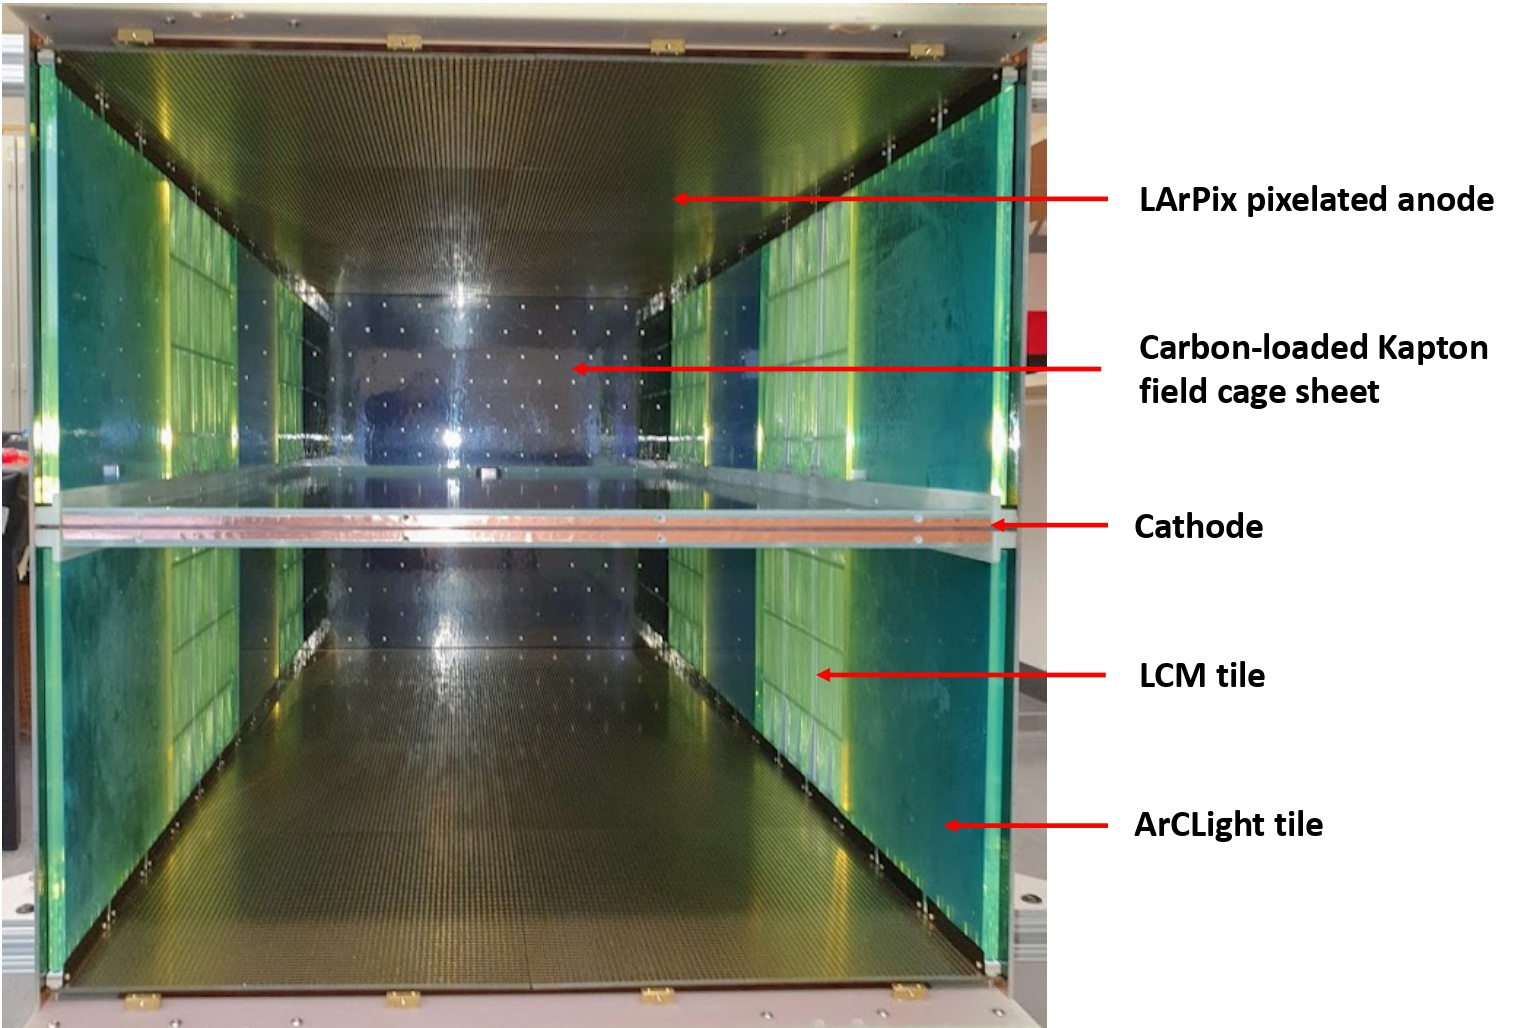 LArPix pixelated anode
Carbon-loaded Kapton
field cage sheet
Cathode
LCM tile
ArCLight tile